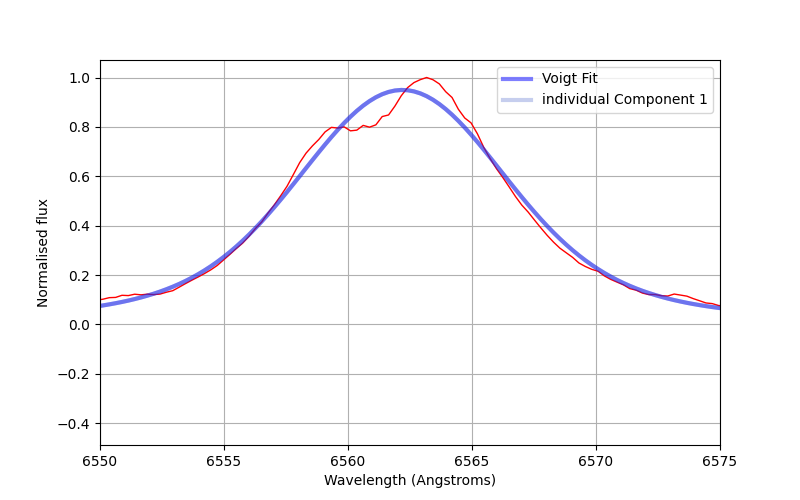 1.0
0.8
0.6
0.4
0.2
0.0
−0.2
−0.4
Normalised flux
Voigt Fit
individual Component 1
6550 6555 6560 6565 6570 6575
Wavelength (Angstroms)